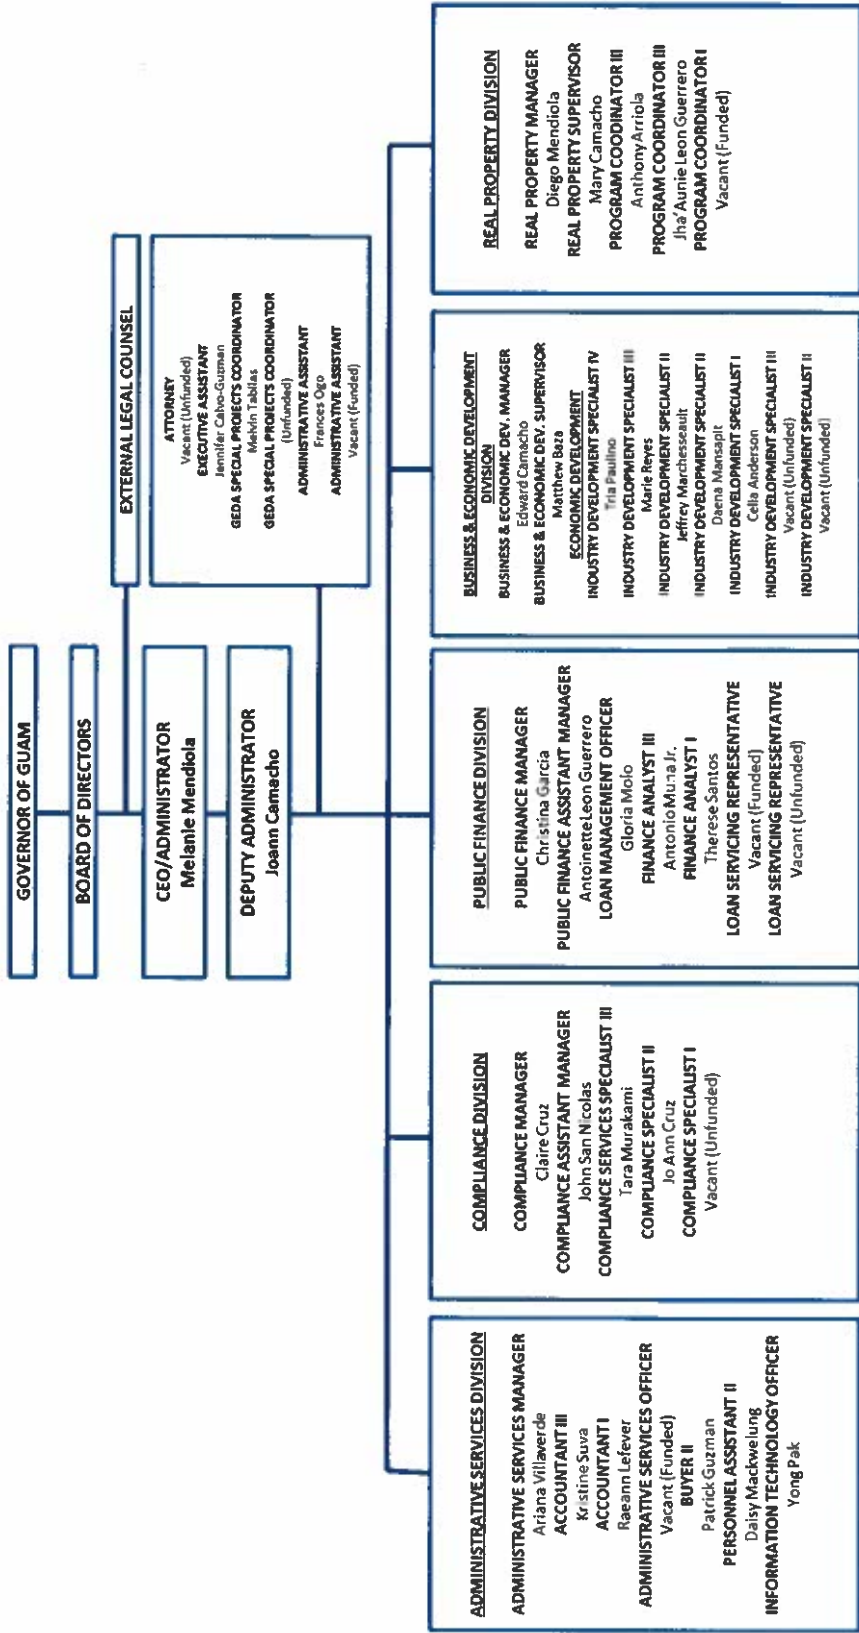 GOVERNOR OF GUAM
BOARD OF DIRECTORS
EXTERNAL LEGAL COUNSEL
CEO/ADMINISTRATOR
Melanie Mendiola
DEPUTY ADMINISTRATOR
Joann Camacho
ATTORNEY
Vacant (Unfunded)
EXECUTIVE ASSISTANT
Jennifer Calvo-Guzman
GEDA SPECIAL PROJECTS COORDINATOR
Melvin Tabilas
GEDA SPECIAL POJECTS COORDINATOR
(Unfunded)
ADMINISTRATIVE ASSISTANT
Frances Ogo
ADMINISTRATIVE ASSISTANT
Vacant (Funded)
ADMINISTRATIVE SERVICES DIVISION
ADMINISTRATIVE SERVICES MANAGER
Ariana Villaverde
ACCOUNTANT III
Kristine Suva
ACCOUNTANT I
Raeann Lefever
ADMINISTRATIVE SERVICES OFFICER
Vacant (Funded)
BUYER II
Patrick Guzman
PERSONNEL ASSISTANT II
Daisy Mackwelung
INFORMATION TECHNOLOGY OFFICER
Yong Pak
COMPLIANCE DIVISION
COMPLIANCE MANAGER
Claire Cruz
COMPLIANCE ASSISTANT MANAGER
John San Nicolas
COMPLIANCE SERVICES SPECIALIST III
Tara Murakami
COMPLIANCE SPECIALIST II
Jo Ann Cruz
COMPLIANCE SPECIALIST I
Vacant (Unfunded)
PUBLIC FINANCE DIVISION
PUBLIC FINANCE MANAGER
Christina Garcia
PUBLIC FINANCE ASSISTANT MANAGER
Antoinette Leon Guerrero
LOAN MANAGEMENT OFFICER
Gloria Molo
FINANCE ANALYST III
Antonio Muna Jr.
FINANCE ANALYST I
Therese Santos
LOAN SERVICING REPRESENTATIVE
Vacant (Funded)
LOAN SERVICING REPRESENTATIVE
Vacant (Unfunded)
BUSINESS & ECONOMIC DEVELOPMENT
DIVISION
BUSINESS & ECONOMIC DEV. MANAGER
Edward Camacho
BUSINESS & ECONOMIC DEV. SUPERVISOR
Matthew Baza
ECONOMIC DEVELOPMENT
INDUSTRY DEVELOPMENT SPECIALIST IV
Tria Paulino
INDUSTRY DEVELOPMENT SPECIALIST III
Marie Reyes
INDUSTRY DEVELOPMENT SPECIALIST II
Jeffrey Marchesseault
INDUSTRY DEVELOPMENT SPECIALIST II
Daena Mansapit
INDUSTRY DEVELOPMENT SPECIALIST I
Celia Anderson
INDUSTRY DEVELOPMENT SPECIALIST III
Vacant (Unfunded)
INDUSTRY DEVELOPMENT SPECIALIST II
Vacant (Unfunded)
REAL PROPERTY DIVISION
REAL PROPERTY MANAGER
Diego Mendiola
REAL PROPERTY SUPERVISOR
Mary Camacho
PROGRAM COODINATOR III
Anthony Arriola
PROGRAM COORDINATOR III
Jha'Aunie Leon Guerrero
PROGRAM COORDINATOR I
Vacant (Funded)